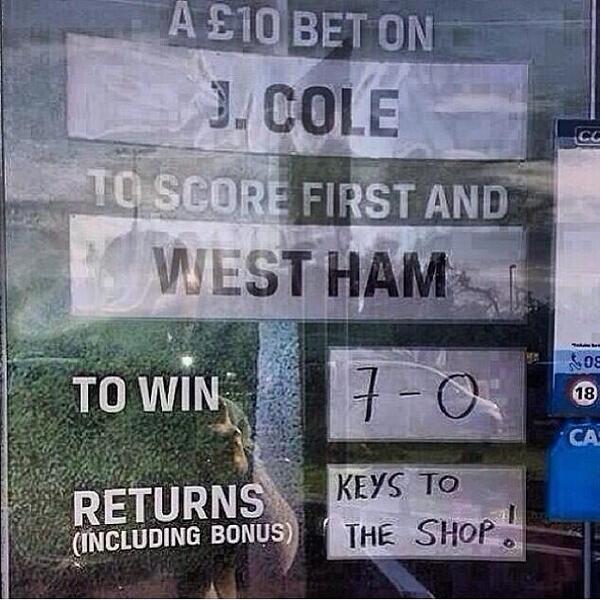 A £10 BET ON
J. COLE
TO SCORE FIRST AND
WEST HAM
TO WIN
7-0
RETURNS
(INCLUDING BONUS)
KEYS TO
THE SHOP!
18